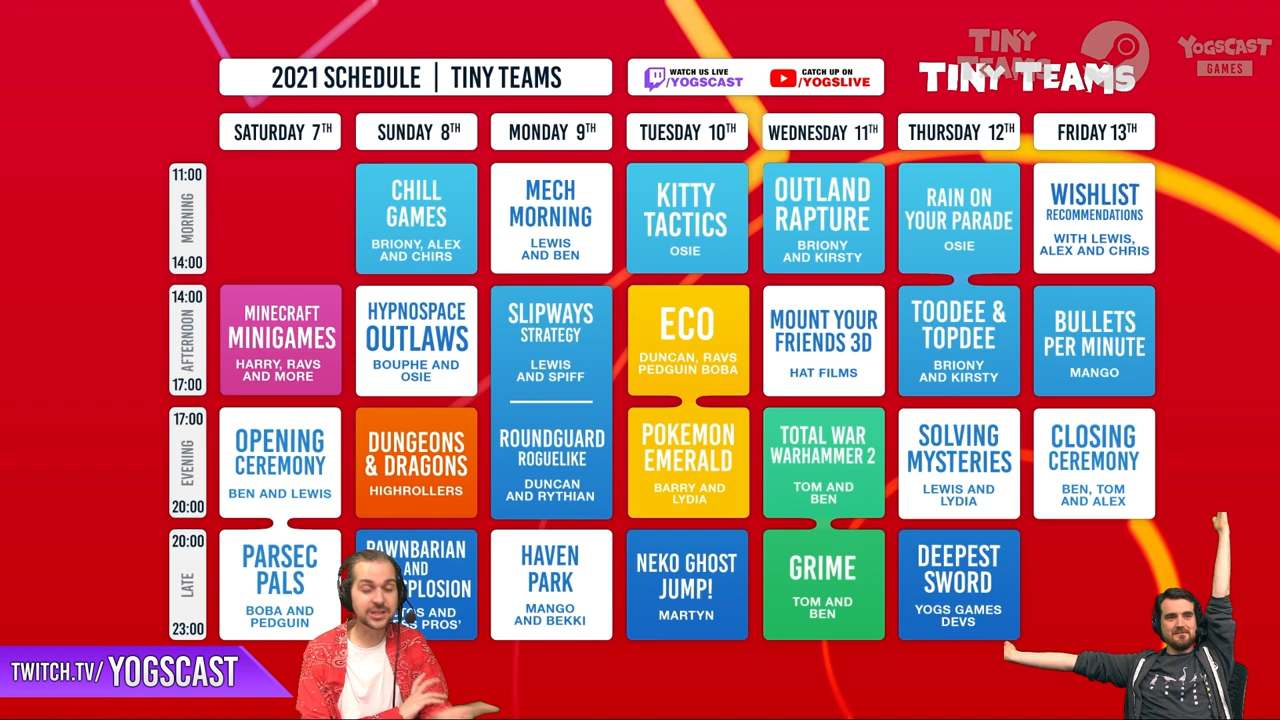 2021 SCHEDULE | TINY TEAMS
WATCH US LIVE
/YOGSCAST
CATCH UP ON
/YOGSLIVE
TINY TEAMS
TINY
TEAMS
YOGSCAST
GAMES
SATURDAY 7TH
SUNDAY 8TH
MONDAY 9TH
TUESDAY 10TH
WEDNESDAY 11TH
THURSDAY 12TH
FRIDAY 13TH
11:00
MORNING
14:00
CHILL
GAMES
BRIONY, ALEX
AND CHIRS
MECH
MORNING
LEWIS
AND BEN
KITTY
TACTICS
OSIE
OUTLAND
RAPTURE
BRIONY
AND KIRSTY
RAIN ON
YOUR PARADE
OSIE
WISHLIST
RECOMMENDATIONS
WITH LEWIS,
ALEX AND CHRIS
14:00
AFTERNOON
17:00
MINECRAFT
MINIGAMES
HARRY, RAVS
AND MORE
HYPNOSPACE
OUTLAWS
BOUPHE AND
OSIE
SLIPWAYS
STRATEGY
LEWIS
AND SPIFF
ECO
DUNCAN, RAVS
PEDGUIN BOBA
MOUNT YOUR
FRIENDS 3D
HAT FILMS
TOODEE &
TOPDEE
BRIONY
AND KIRSTY
BULLETS
PER MINUTE
MANGO
17:00
EVENING
20:00
OPENING
CEREMONY
BEN AND LEWIS
DUNGEONS
& DRAGONS
HIGHROLLERS
ROUNDGUARD
ROGUELIKE
DUNCAN
AND RYTHIAN
POKEMON
EMERALD
BARRY AND
LYDIA
TOTAL WAR
WARHAMMER 2
TOM AND
BEN
SOLVING
MYSTERIES
LEWIS AND
LYDIA
CLOSING
CEREMONY
BEN, TOM
AND ALEX
20:00
LATE
23:00
PARSEC
PALS
BOBA AND
PEDGUIN
PAWNBARIAN
AND
PLOSION
AND
PROS'
HAVEN
PARK
MANGO
AND BEKKI
NEKO GHOST
JUMP!
MARTYN
GRIME
TOM AND
BEN
DEEPEST
SWORD
YOGS GAMES
DEVS
TWITCH.TV/YOGSCAST